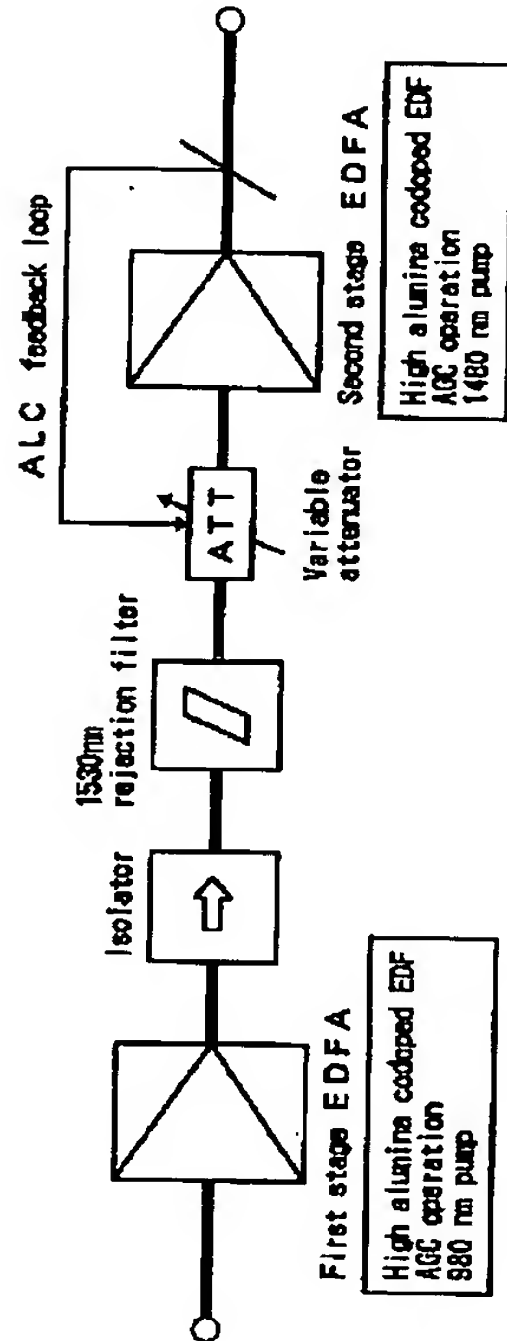 ALC feedback loop
1530nm
rejection filter
Isolator
ATT
Variable
attenuator
First stage EDFA
High alumina codoped EDF
AGC operation
980 nm pump
Second stage EDFA
High alumina codoped EDF
AGC operation
1480 nm pump